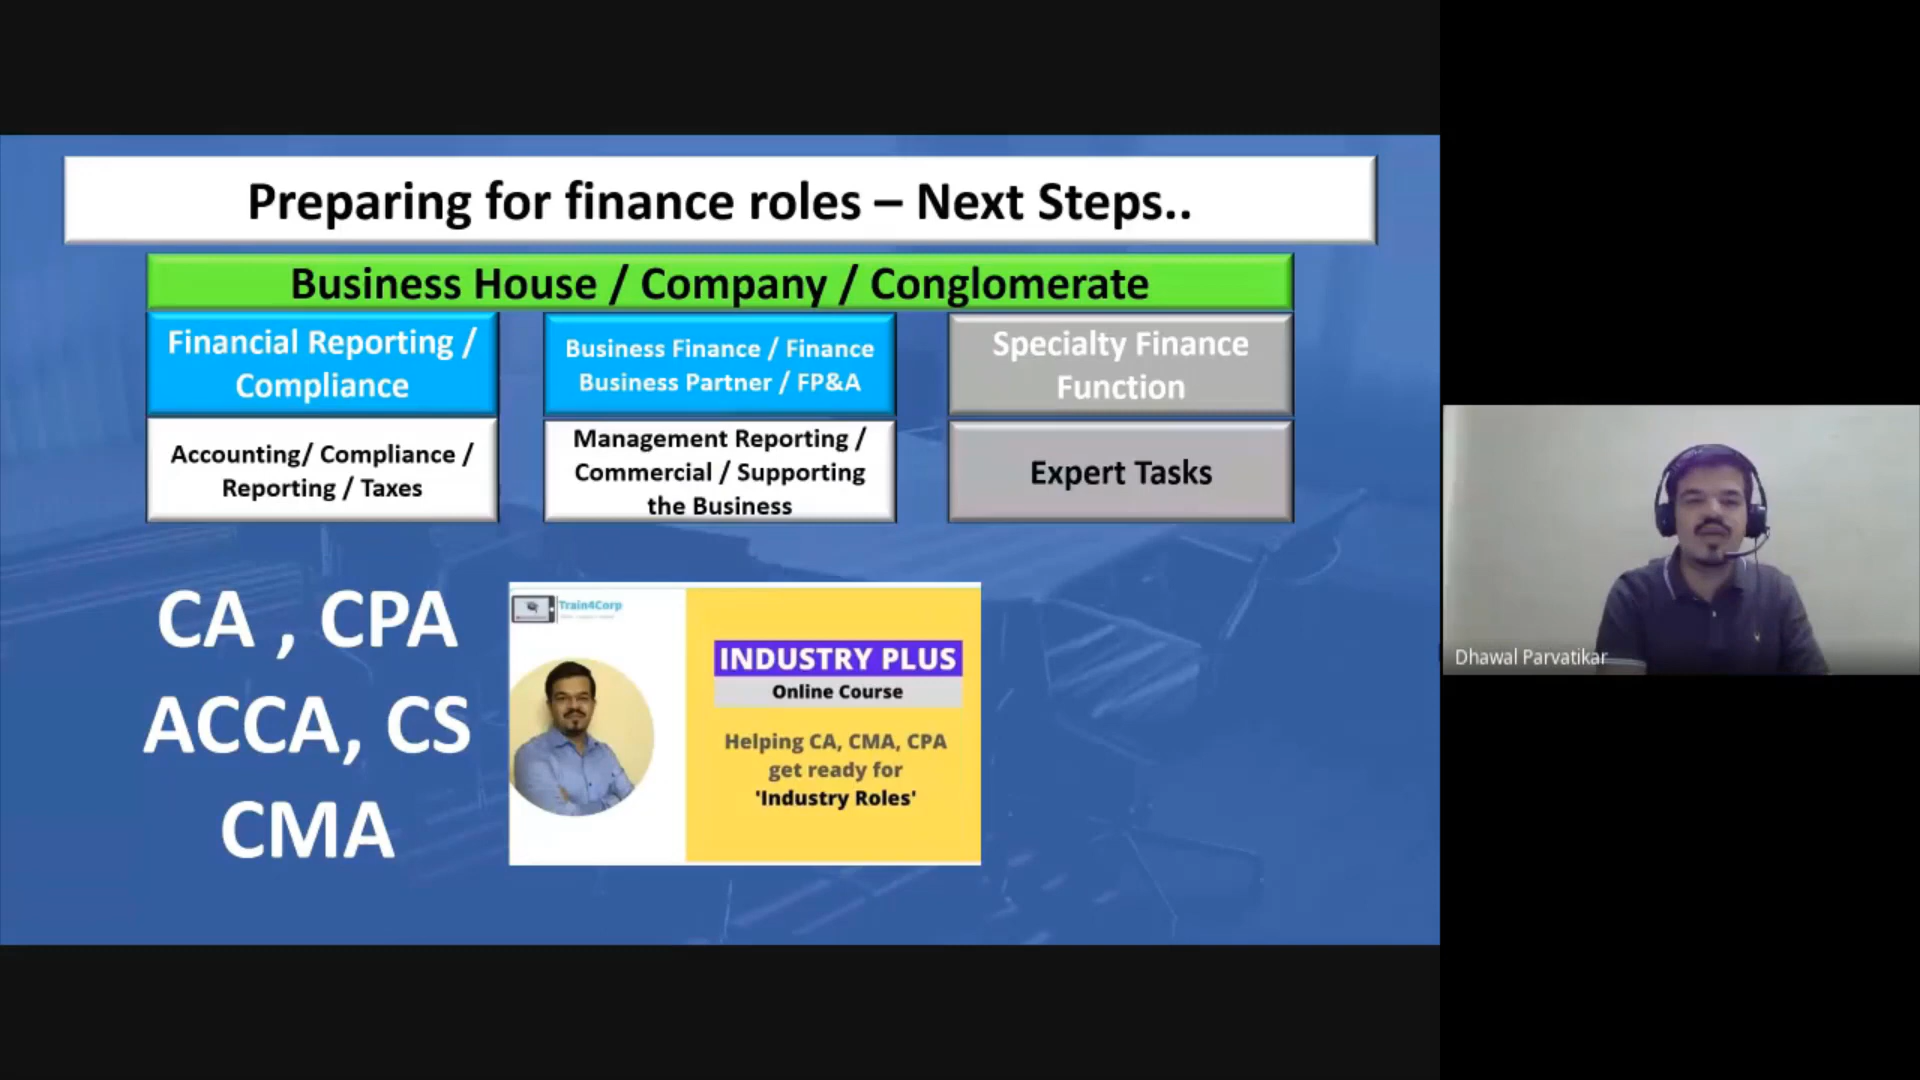 Preparing for finance roles – Next Steps..
Business House / Company / Conglomerate
Financial Reporting /
Compliance
Business Finance / Finance
Business Partner / FP&A
Specialty Finance
Function
Accounting/ Compliance /
Reporting / Taxes
Management Reporting /
Commercial / Supporting
the Business
Expert Tasks
CA , CPA
ACCA, CS
CMA
Train4Corp
INDUSTRY PLUS
Online Course
Helping CA, CMA, CPA
get ready for
'Industry Roles'
Dhawal Parvatikar